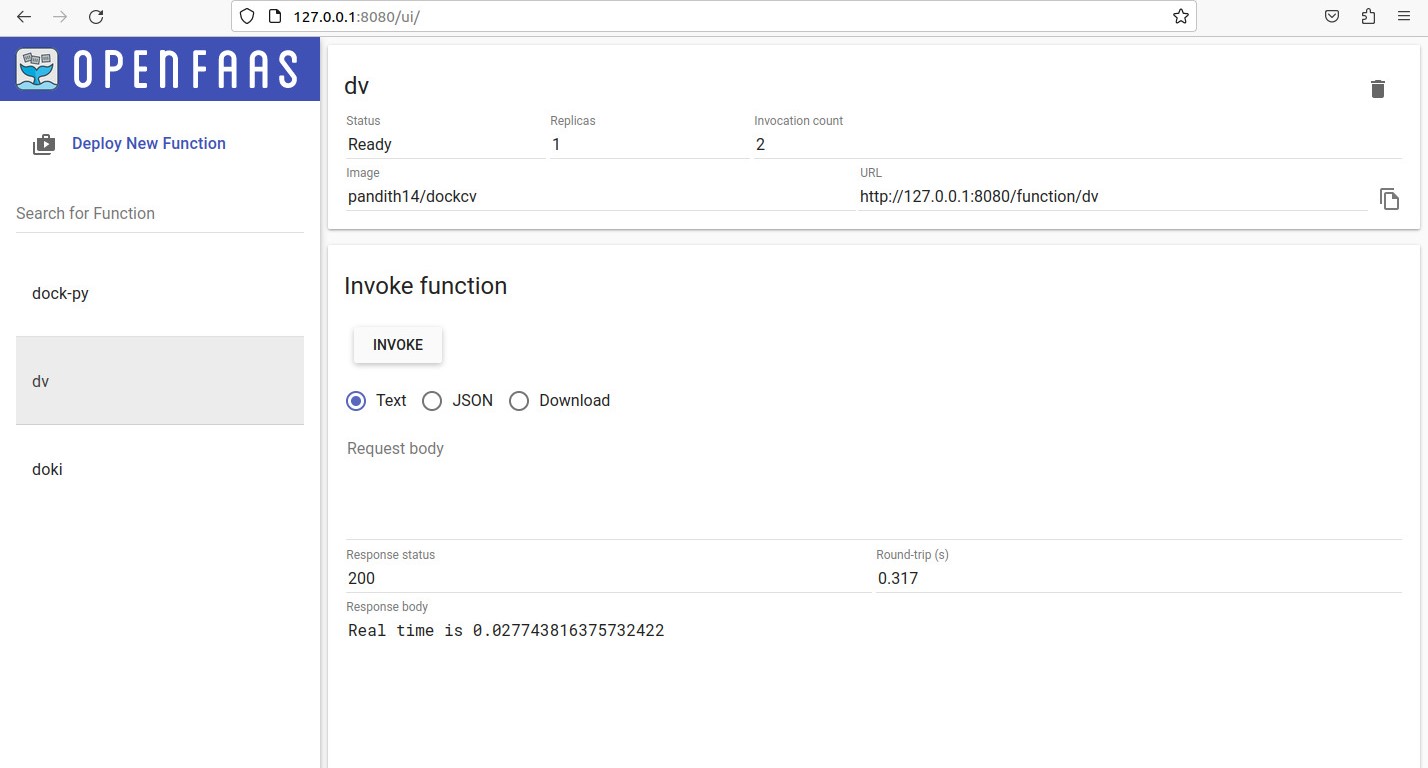 127.0.0.1:8080/ui/
OPENFAAS
Deploy New Function
Search for Function
dock-py
dv
doki
dv
Status Replicas Invocation count
Ready 1 2
Image URL
pandith14/dockcv http://127.0.0.1:8080/function/dv
Invoke function
INVOKE
Text JSON Download
Request body
Response status Round-trip (s)
200 0.317
Response body
Real time is 0.027743816375732422